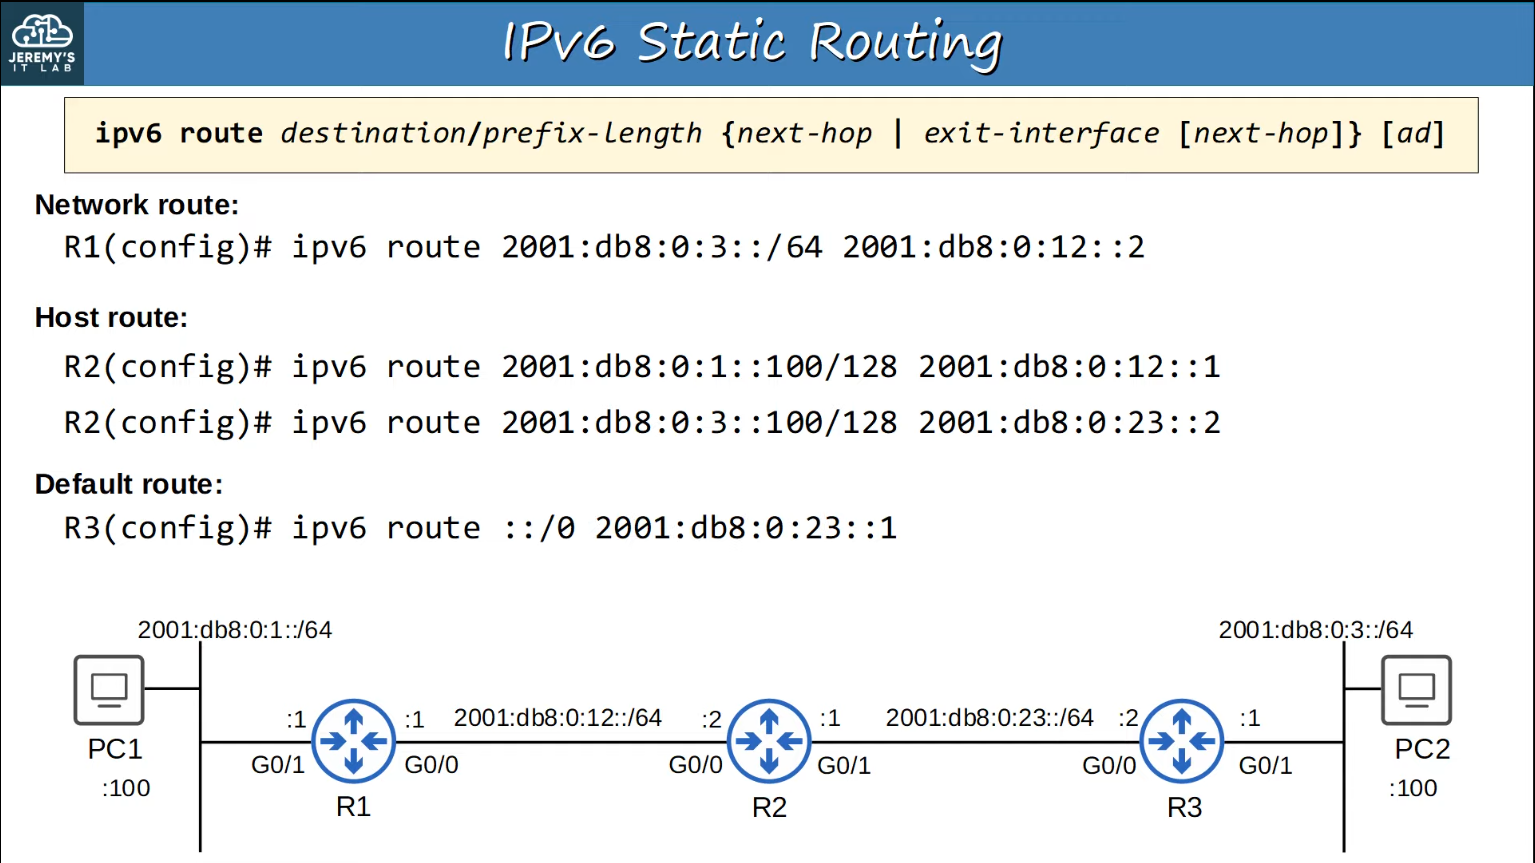 JEREMY'S
IT LAB
IPv6 Static Routing
ipv6 route destination/prefix-length {next-hop | exit-interface [next-hop]} [ad]
Network route:
R1(config)# ipv6 route 2001:db8:0:3::/64 2001:db8:0:12::2
Host route:
R2(config)# ipv6 route 2001:db8:0:1::100/128 2001:db8:0:12::1
R2(config)# ipv6 route 2001:db8:0:3::100/128 2001:db8:0:23::2
Default route:
R3(config)# ipv6 route ::/0 2001:db8:0:23::1
2001:db8:0:1::/64
2001:db8:0:3::/64
:1 :1 2001:db8:0:12::/64 :2 :1 2001:db8:0:23::/64 :2 :1
PC1
PC2
G0/1 G0/0 G0/0 G0/1 G0/0 G0/1
:100
:100
R1 R2 R3